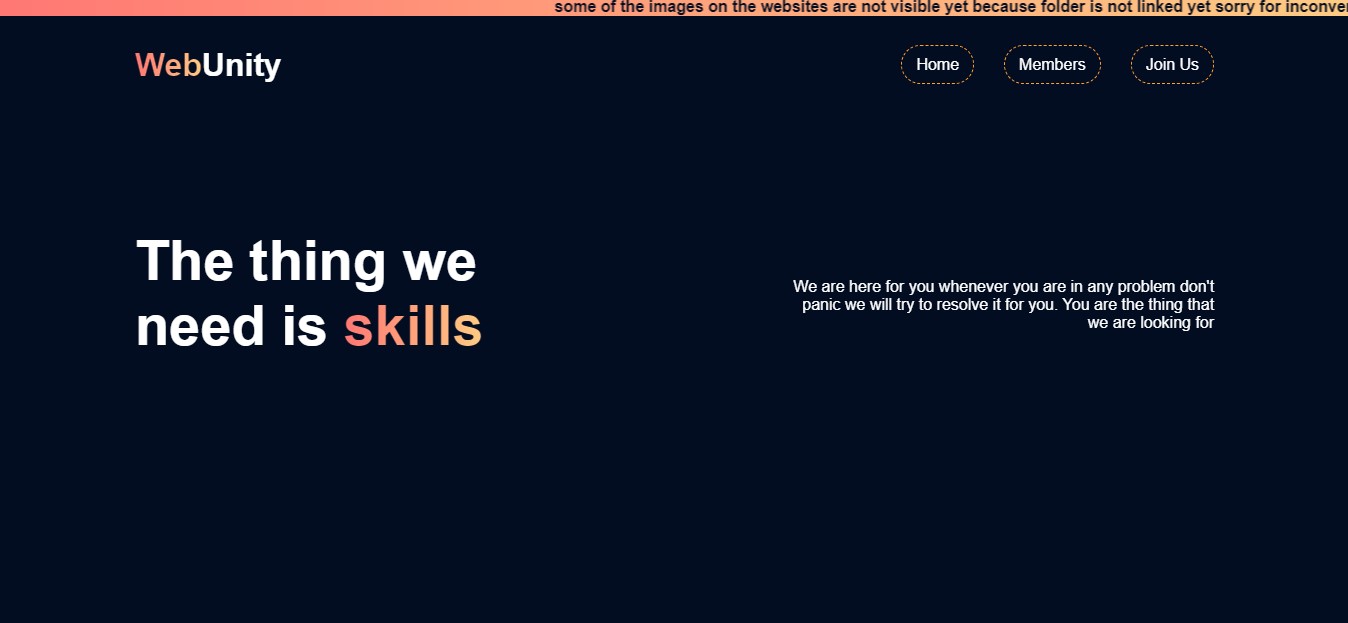 some of the images on the websites are not visible yet because folder is not linked yet sorry for
WebUnity
Home
Members
Join Us
The thing we
need is skills
We are here for you whenever you are in any problem don't
panic we will try to resolve it for you. You are the thing that
we are looking for